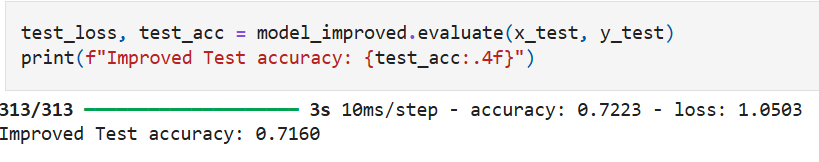 test_loss, test_acc = model_improved.evaluate(x_test, y_test)
print(f"Improved Test accuracy: {test_acc:.4f}")
313/313 ━━━━━━━━━━━━━━━━━━━━ 3s 10ms/step - accuracy: 0.7223 - loss: 1.0503
Improved Test accuracy: 0.7160